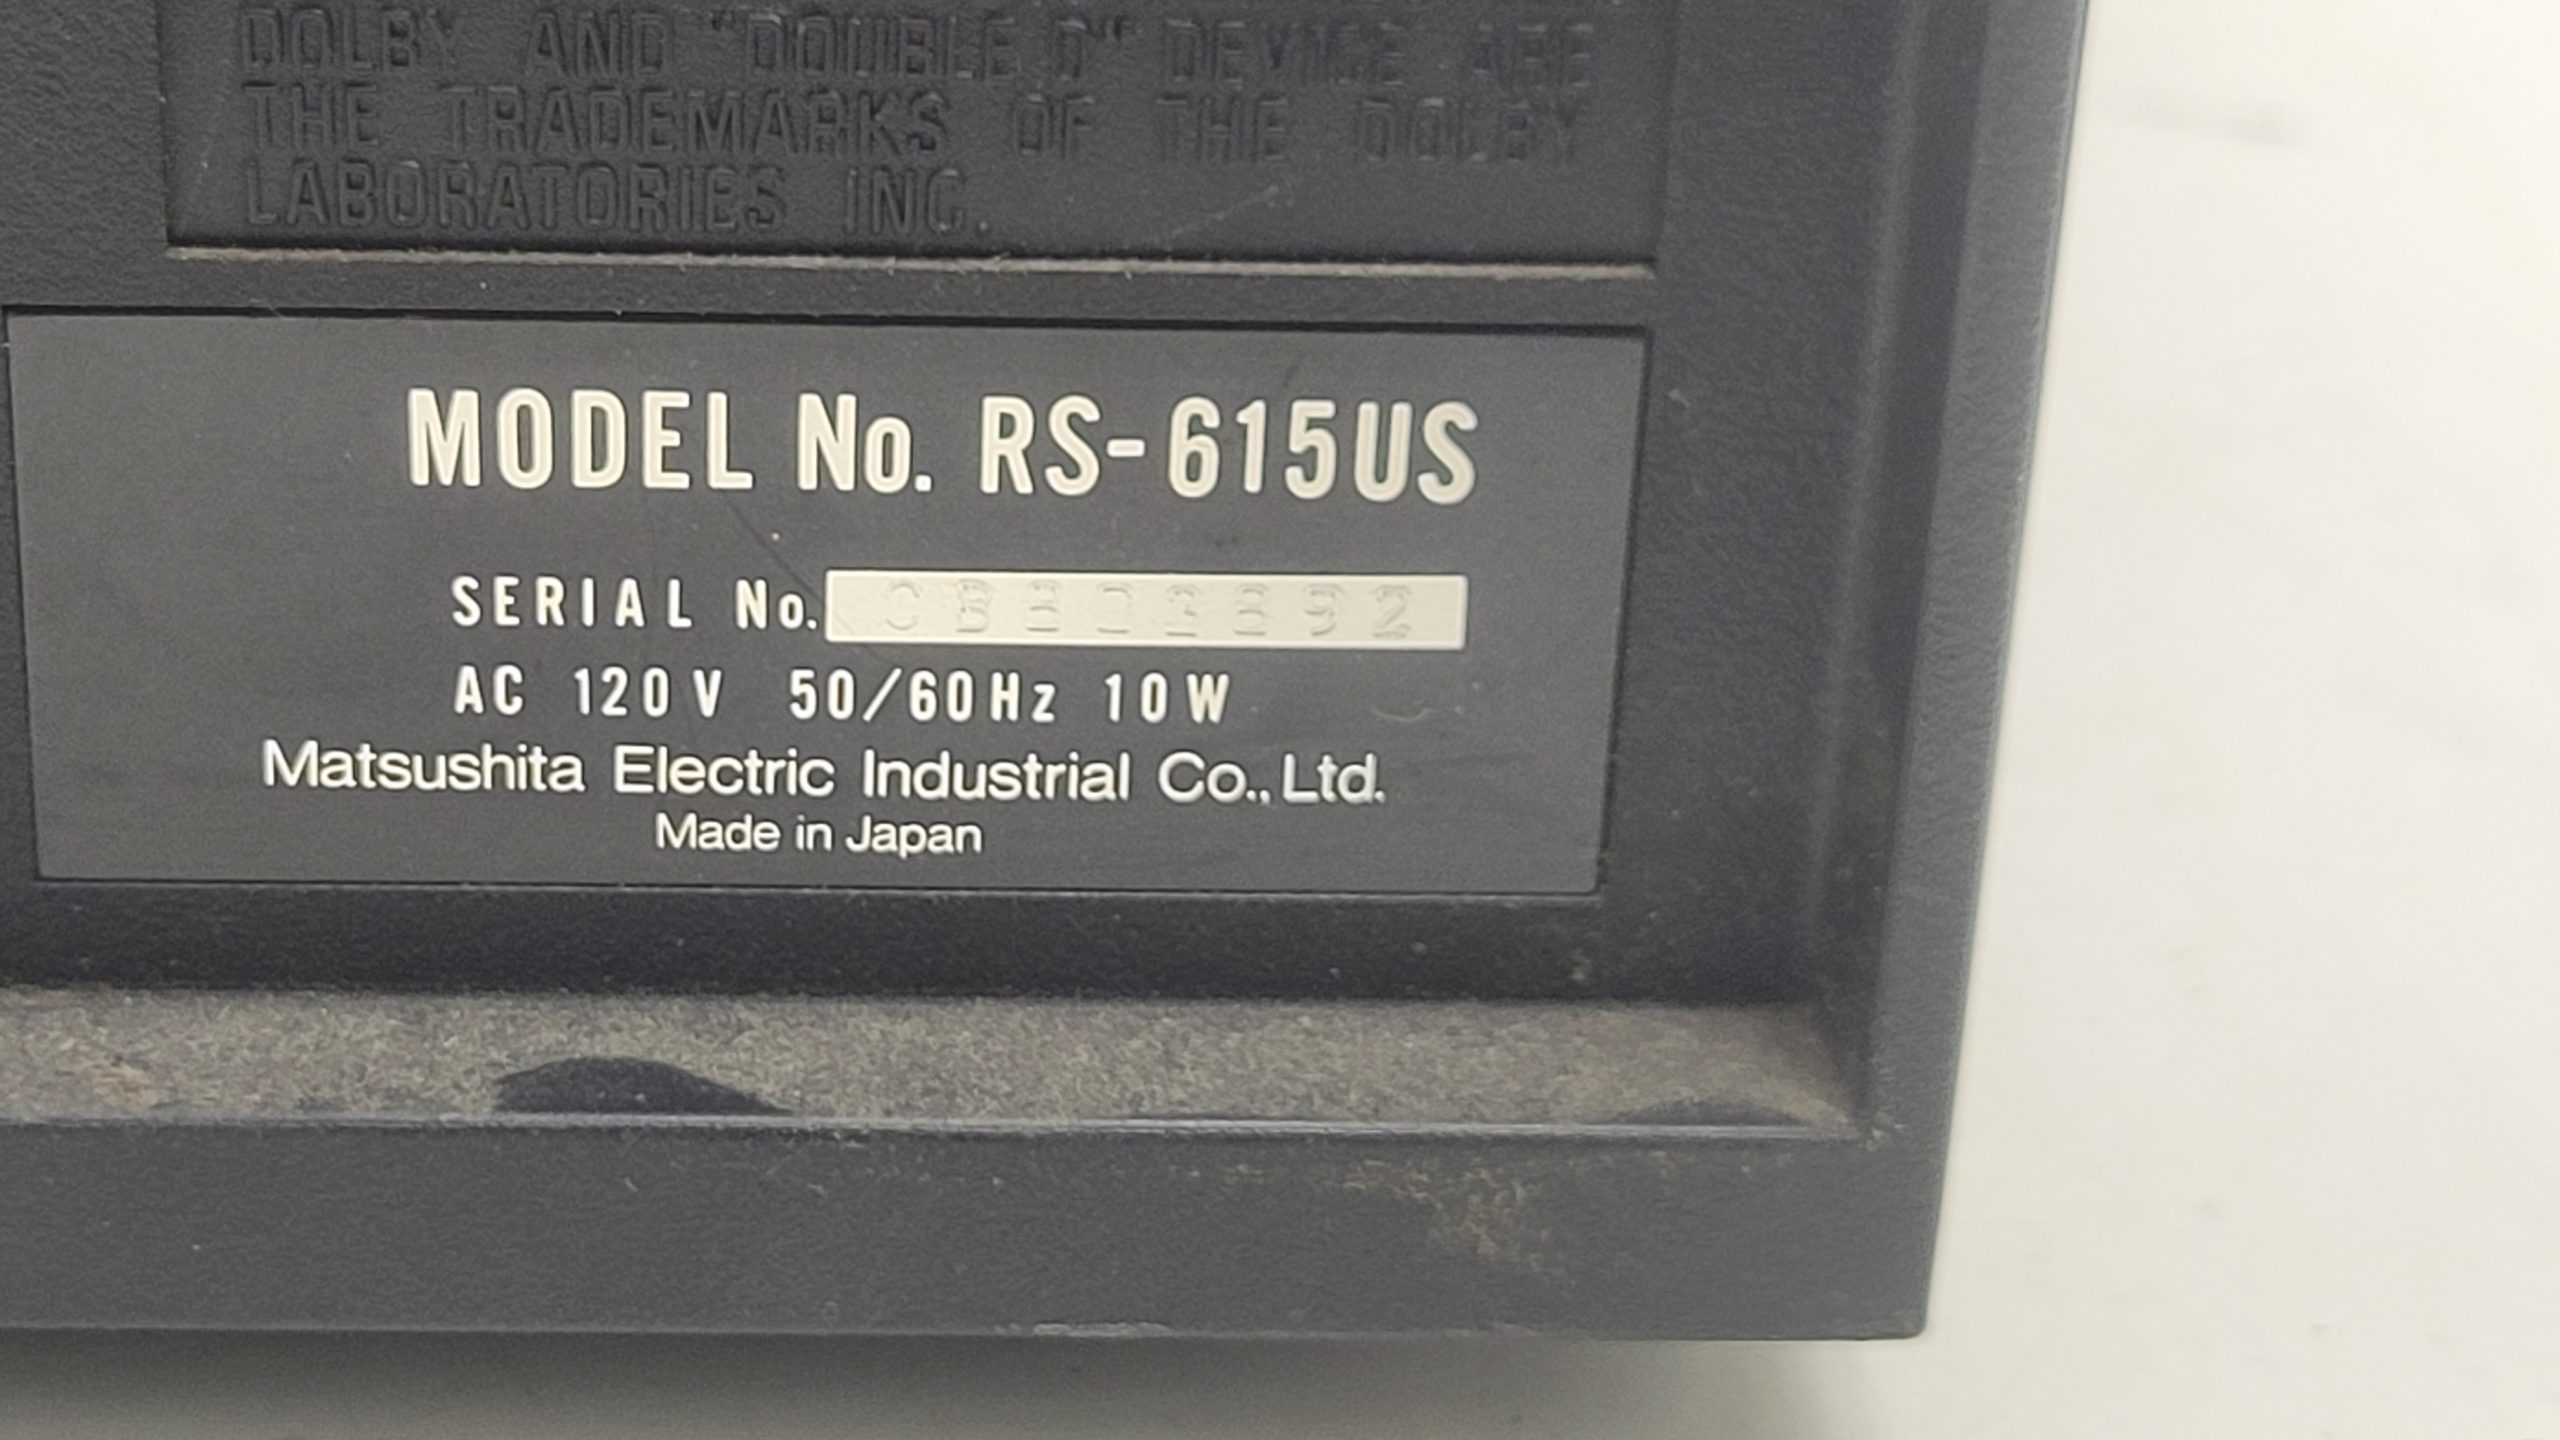 DOLBY AND "DOUBLE D" DEVICE ARE
THE TRADEMARKS OF THE DOLBY
LABORATORIES INC.
MODEL No. RS-615US
SERIAL No.
AC 120V 50/60Hz 10W
Matsushita Electric Industrial Co., Ltd.
Made in Japan